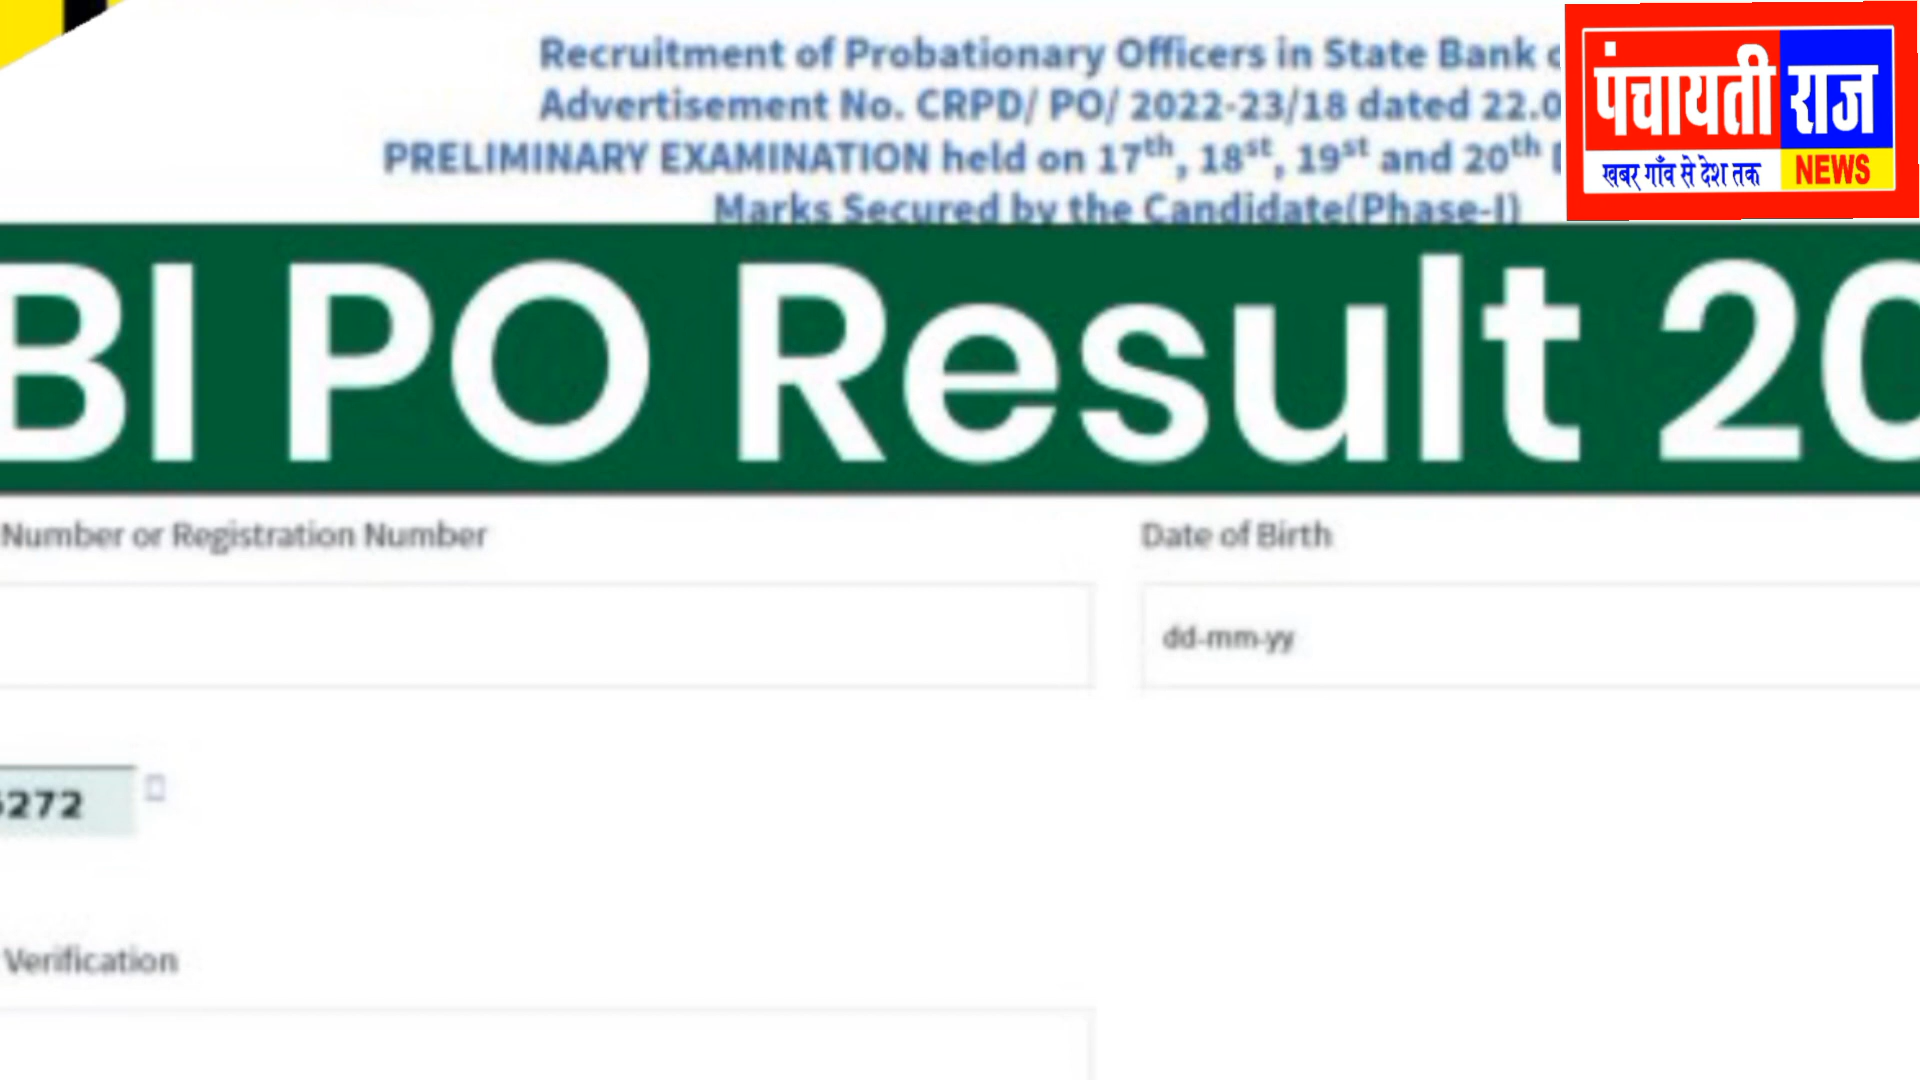 Recruitment of Probationary Officers in State Bank
Advertisement No. CRPD/ PO/ 2022-23/18 dated 22.0
PRELIMINARY EXAMINATION held on 17th, 18st, 19st and 20th
Marks Secured by the Candidate(Phase-I)
पंचायती राज
खबर गाँव से देश तक NEWS
BI PO Result 20
Number or Registration Number
Date of Birth
dd-mm-yy
272
Verification